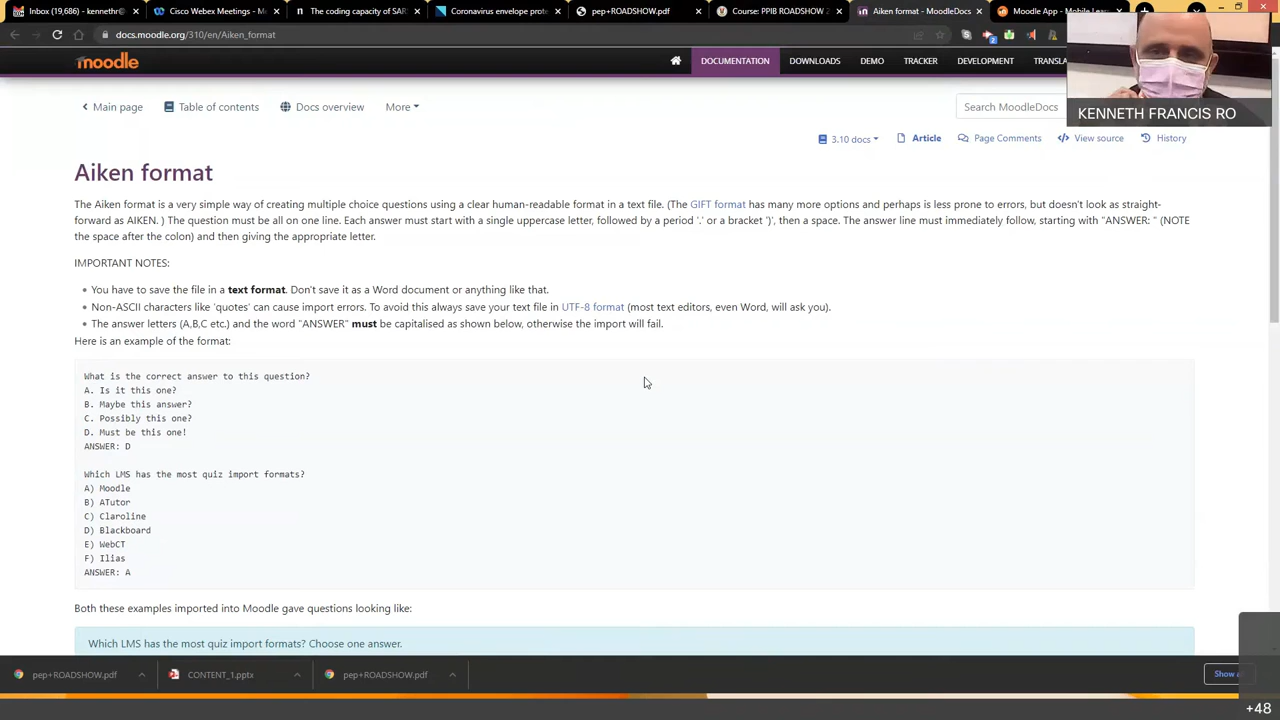 Inbox (19,686) - kennethr@
Cisco Webex Meetings - Me
The coding capacity of SAR
Coronavirus envelope prote
pep+ROADSHOW.pdf
Course: PPIB ROADSHOW 2
Aiken format - MoodleDocs
Moodle App - Mobile Lea
docs.moodle.org/310/en/Aiken_format
moodle
DOCUMENTATION DOWNLOADS DEMO TRACKER DEVELOPMENT TRANSLA
KENNETH FRANCIS RO
Main page Table of contents Docs overview More
Search MoodleDocs
3.10 docs Article Page Comments View source History
Aiken format
The Aiken format is a very simple way of creating multiple choice questions using a clear human-readable format in a text file. (The GIFT format has many more options and perhaps is less prone to errors, but doesn't look as straight-
forward as AIKEN. ) The question must be all on one line. Each answer must start with a single uppercase letter, followed by a period '.' or a bracket ')', then a space. The answer line must immediately follow, starting with "ANSWER: " (NOTE
the space after the colon) and then giving the appropriate letter.
IMPORTANT NOTES:
You have to save the file in a text format. Don't save it as a Word document or anything like that.
Non-ASCII characters like 'quotes' can cause import errors. To avoid this always save your text file in UTF-8 format (most text editors, even Word, will ask you).
The answer letters (A,B,C etc.) and the word "ANSWER" must be capitalised as shown below, otherwise the import will fail.
Here is an example of the format:
What is the correct answer to this question?
A. Is it this one?
B. Maybe this answer?
C. Possibly this one?
D. Must be this one!
ANSWER: D
Which LMS has the most quiz import formats?
A) Moodle
B) ATutor
C) Claroline
D) Blackboard
E) WebCT
F) Ilias
ANSWER: A
Both these examples imported into Moodle gave questions looking like:
Which LMS has the most quiz import formats? Choose one answer.
pep+ROADSHOW.pdf CONTENT_1.pptx pep+ROADSHOW.pdf
Show a
+48